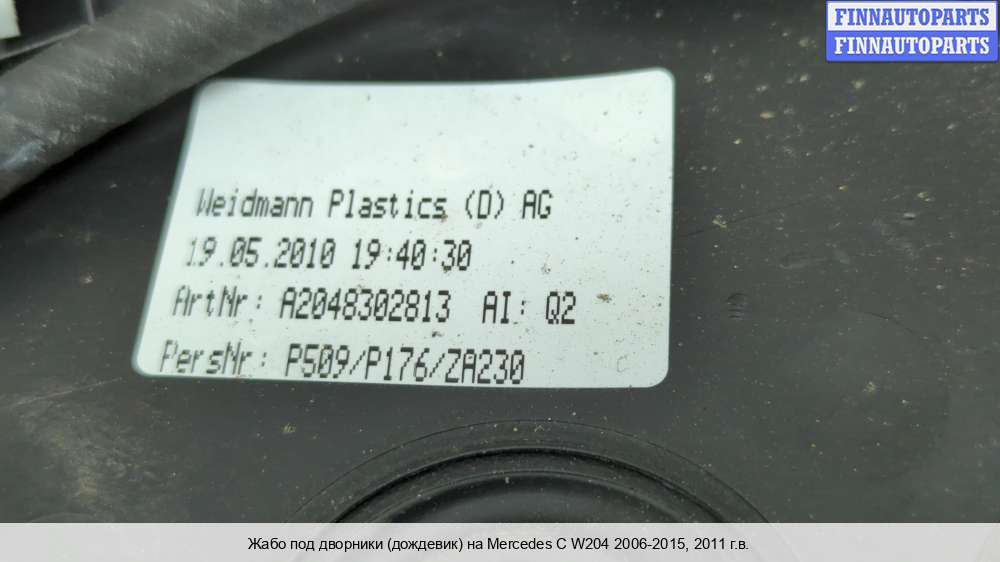 FINNAUTOPARTS
FINNAUTOPARTS
Weidmann Plastics (D) AG
19.05.2010 19:40:30
ArtNr: A2048302813 AI: Q2
PersNr: P509/P176/ZA230
Жабо под дворники (дождевик) на Mercedes C W204 2006-2015, 2011 г.в.